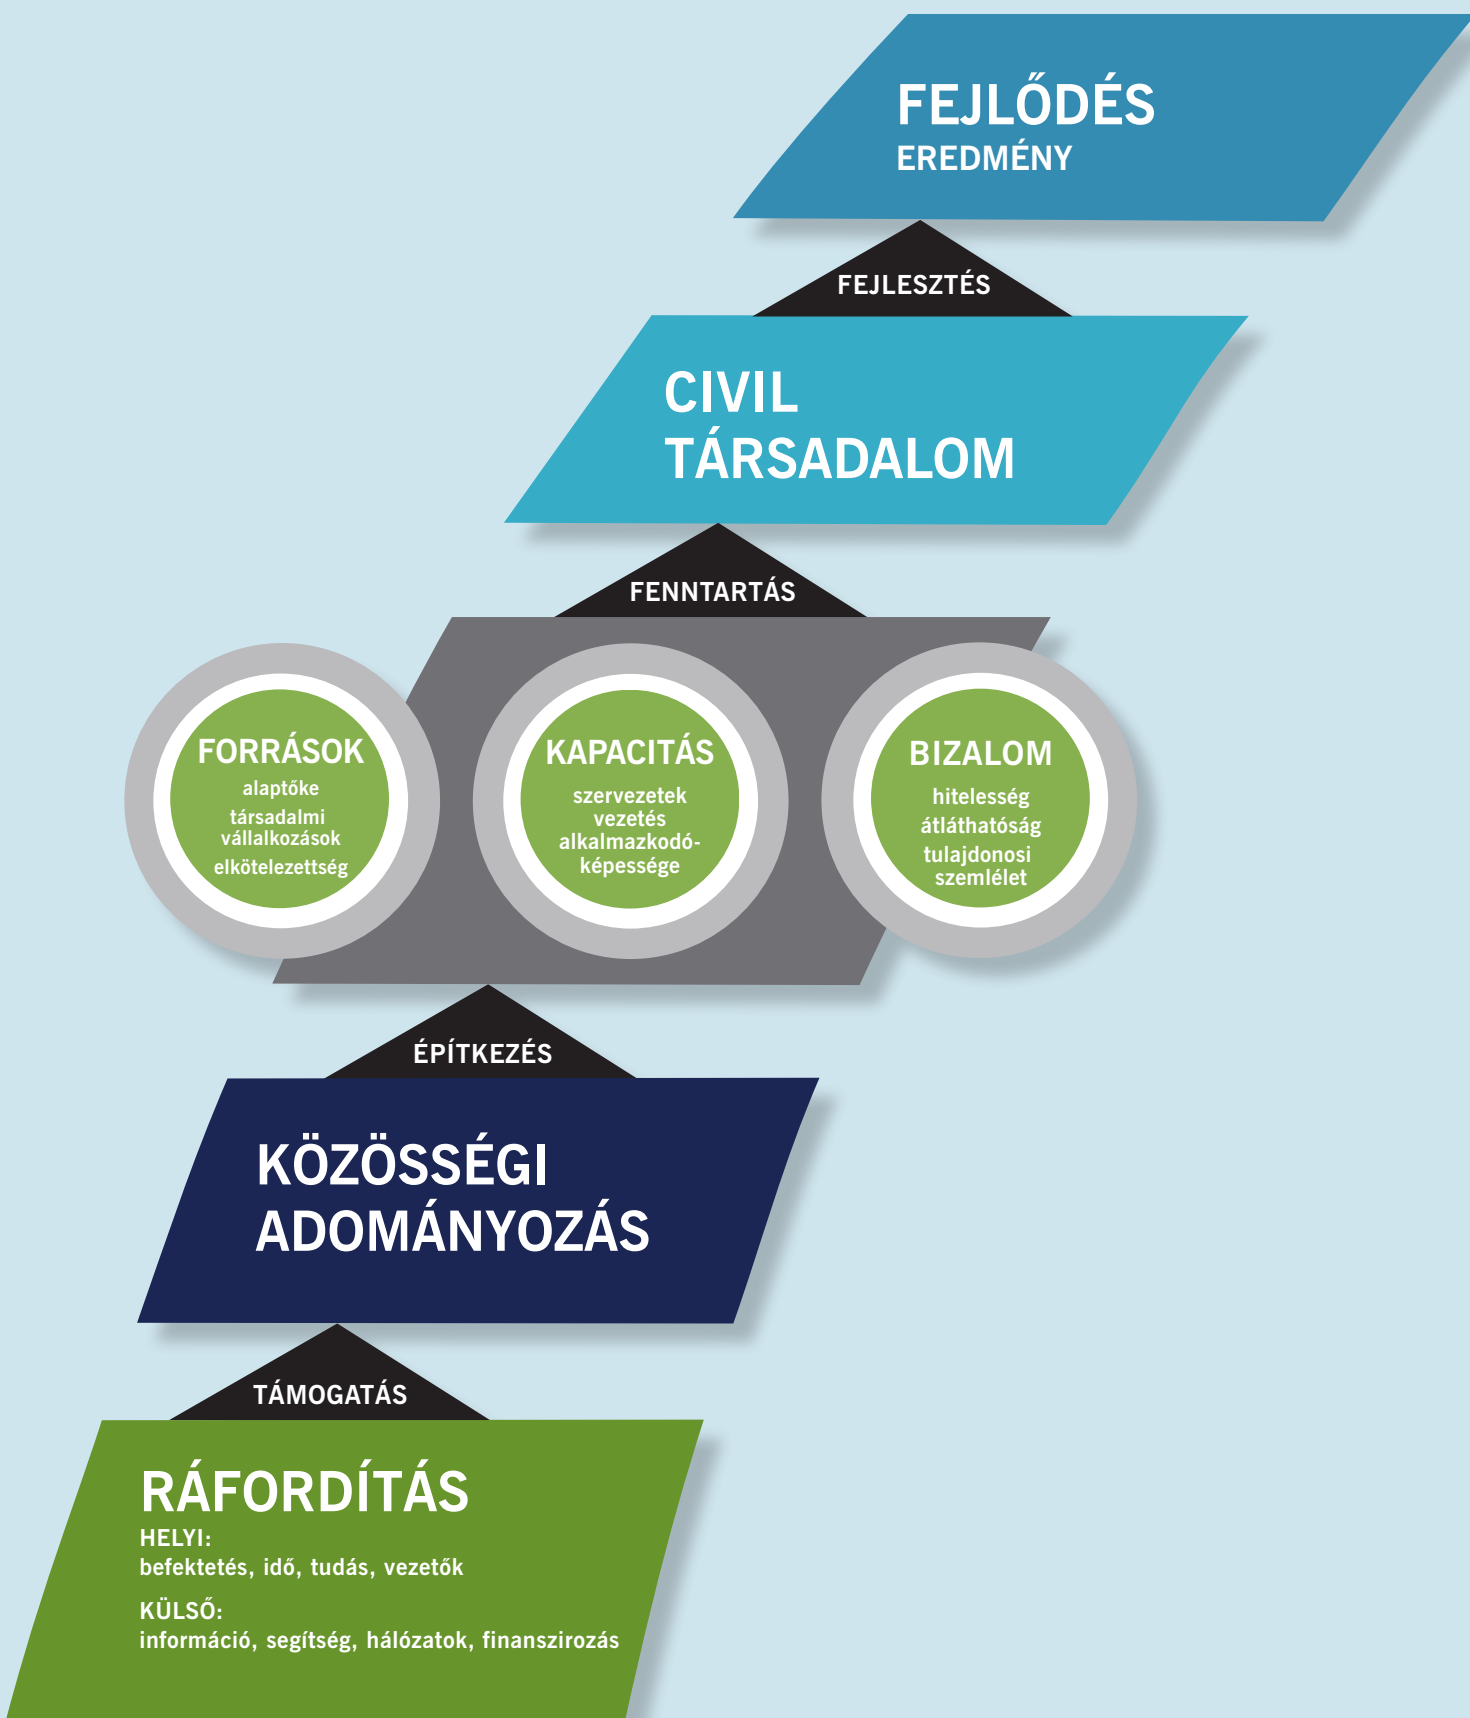 FEJLŐDÉS
EREDMÉNY
FEJLESZTÉS
CIVIL
TÁRSADALOM
FENNTARTÁS
FORRÁSOK
alaptőke
társadalmi
vállalkozások
elkötelezettség
KAPACITÁS
szervezetek
vezetés
alkalmazkodó-
képessége
BIZALOM
hitelesség
átláthatóság
tulajdonosi
szemlélet
ÉPÍTKEZÉS
KÖZÖSSÉGI
ADOMÁNYOZÁS
TÁMOGATÁS
RÁFORDÍTÁS
HELYI:
befektetés, idő, tudás, vezetők
KÜLSŐ:
információ, segítség, hálózatok, finanszirozás